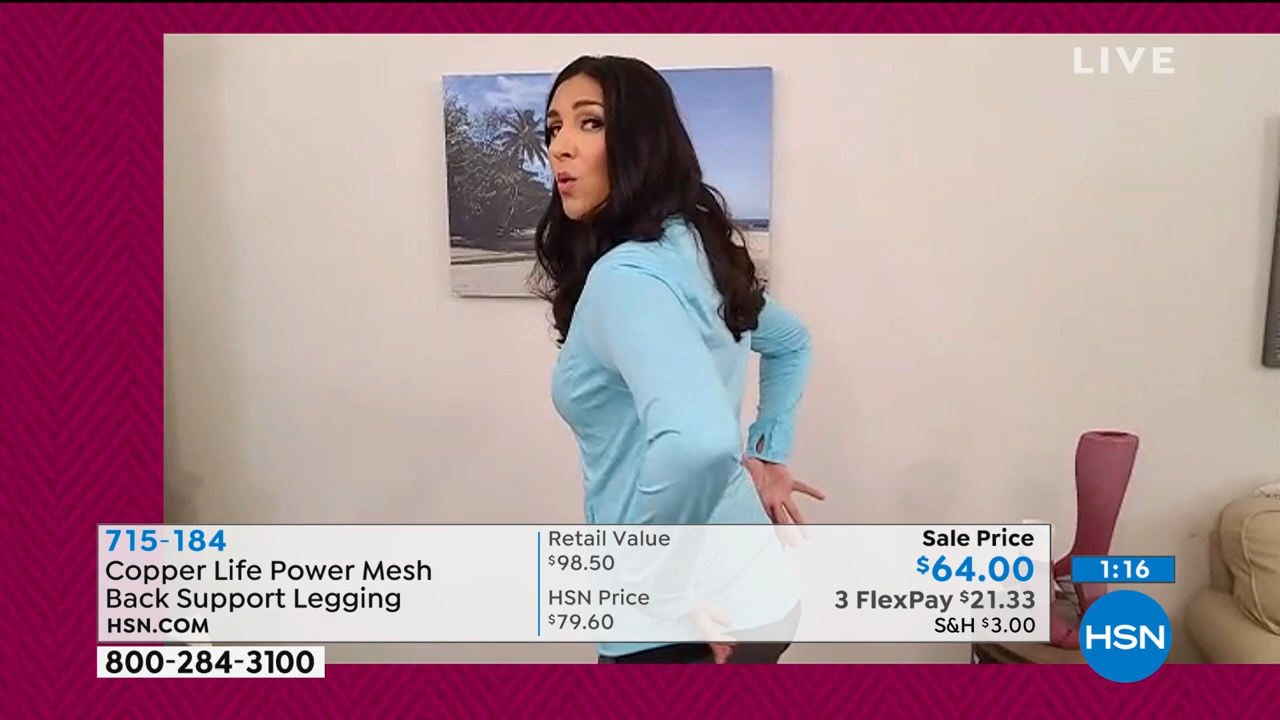 LIVE
715-184
Copper Life Power Mesh
Back Support Legging
HSN.COM
Retail Value
$98.50
HSN Price
$79.60
Sale Price
$64.00
3 FlexPay $21.33
S&H $3.00
1:16
HSN
800-284-3100